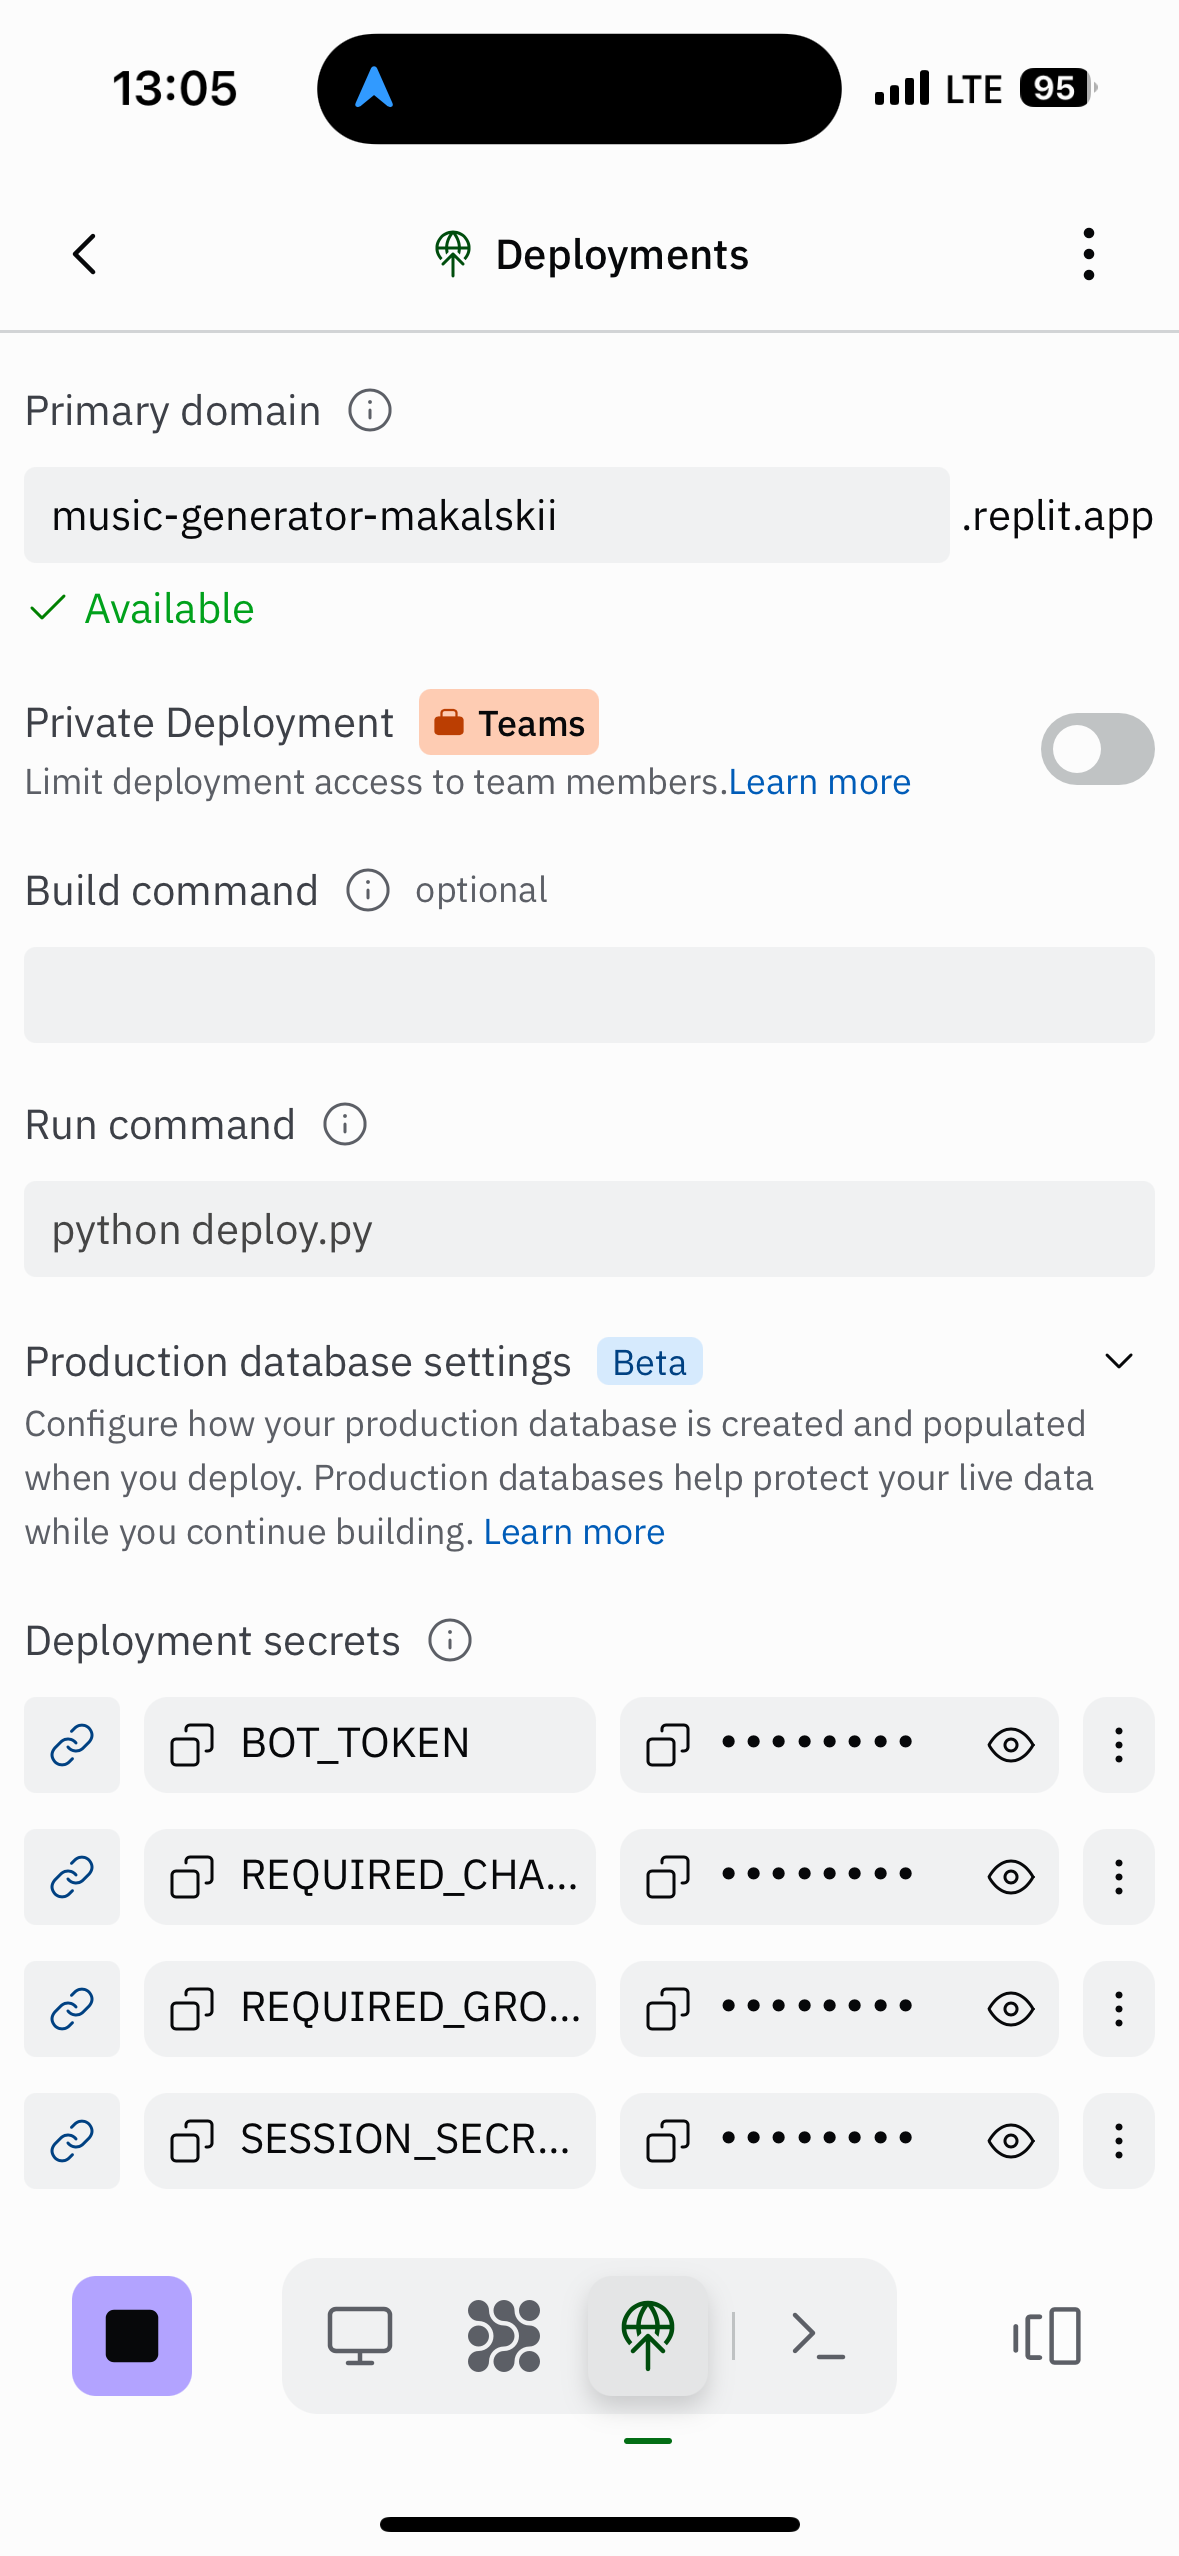 13:05
LTE 95
Deployments
Primary domain
music-generator-makalskii .replit.app
Available
Private Deployment Teams
Limit deployment access to team members.Learn more
Build command optional
Run command
python deploy.py
Production database settings Beta
Configure how your production database is created and populated
when you deploy. Production databases help protect your live data
while you continue building. Learn more
Deployment secrets
BOT_TOKEN ••••••••
REQUIRED_CHA... ••••••••
REQUIRED_GRO... ••••••••
SESSION_SECR... ••••••••